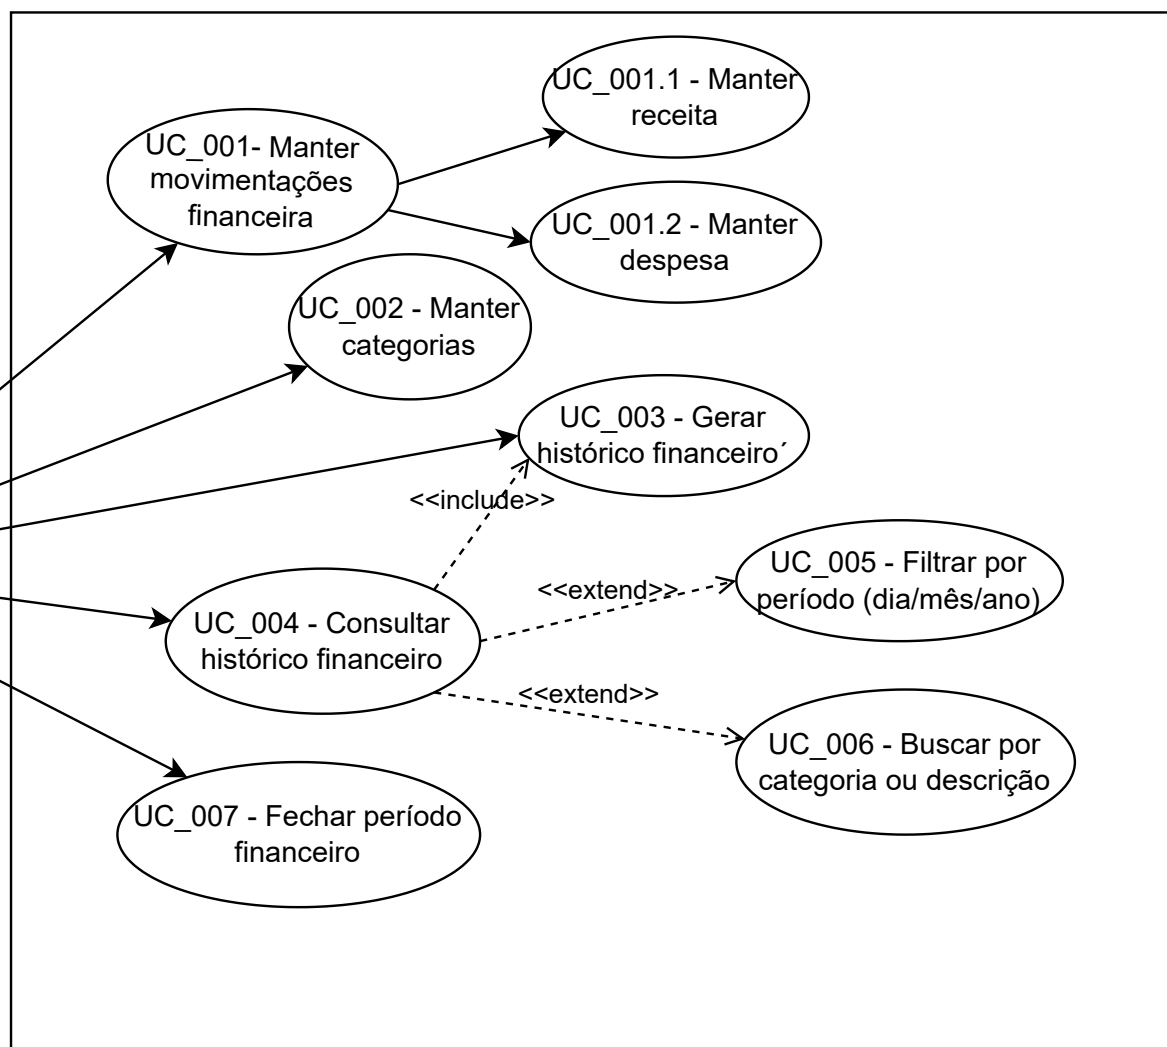 UC_001.1 - Manter
receita
UC_001- Manter
movimentações
financeira
UC_001.2 - Manter
despesa
UC_002 - Manter
categorias
UC_003 - Gerar
histórico financeiro´
<<include>>
UC_005 - Filtrar por
período (dia/mês/ano)
<<extend>>
UC_004 - Consultar
histórico financeiro
<<extend>>
UC_006 - Buscar por
categoria ou descrição
UC_007 - Fechar período
financeiro